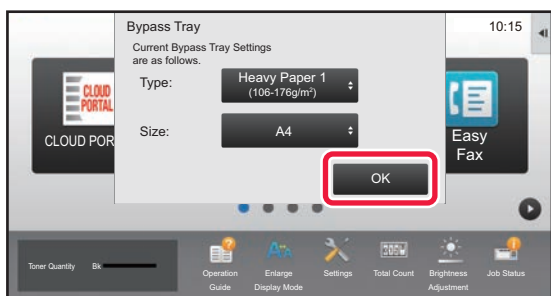 Bypass Tray
10:15
Current Bypass Tray Settings
are as follows.
Type:
Heavy Paper 1
(106-176g/m²)
Size:
A4
OK
CLOUD
PORTAL
CLOUD POR
Easy
Fax
Toner Quantity
Bk
Operation
Guide
Enlarge
Display Mode
Settings
Total Count
Brightness
Adjustment
Job Status